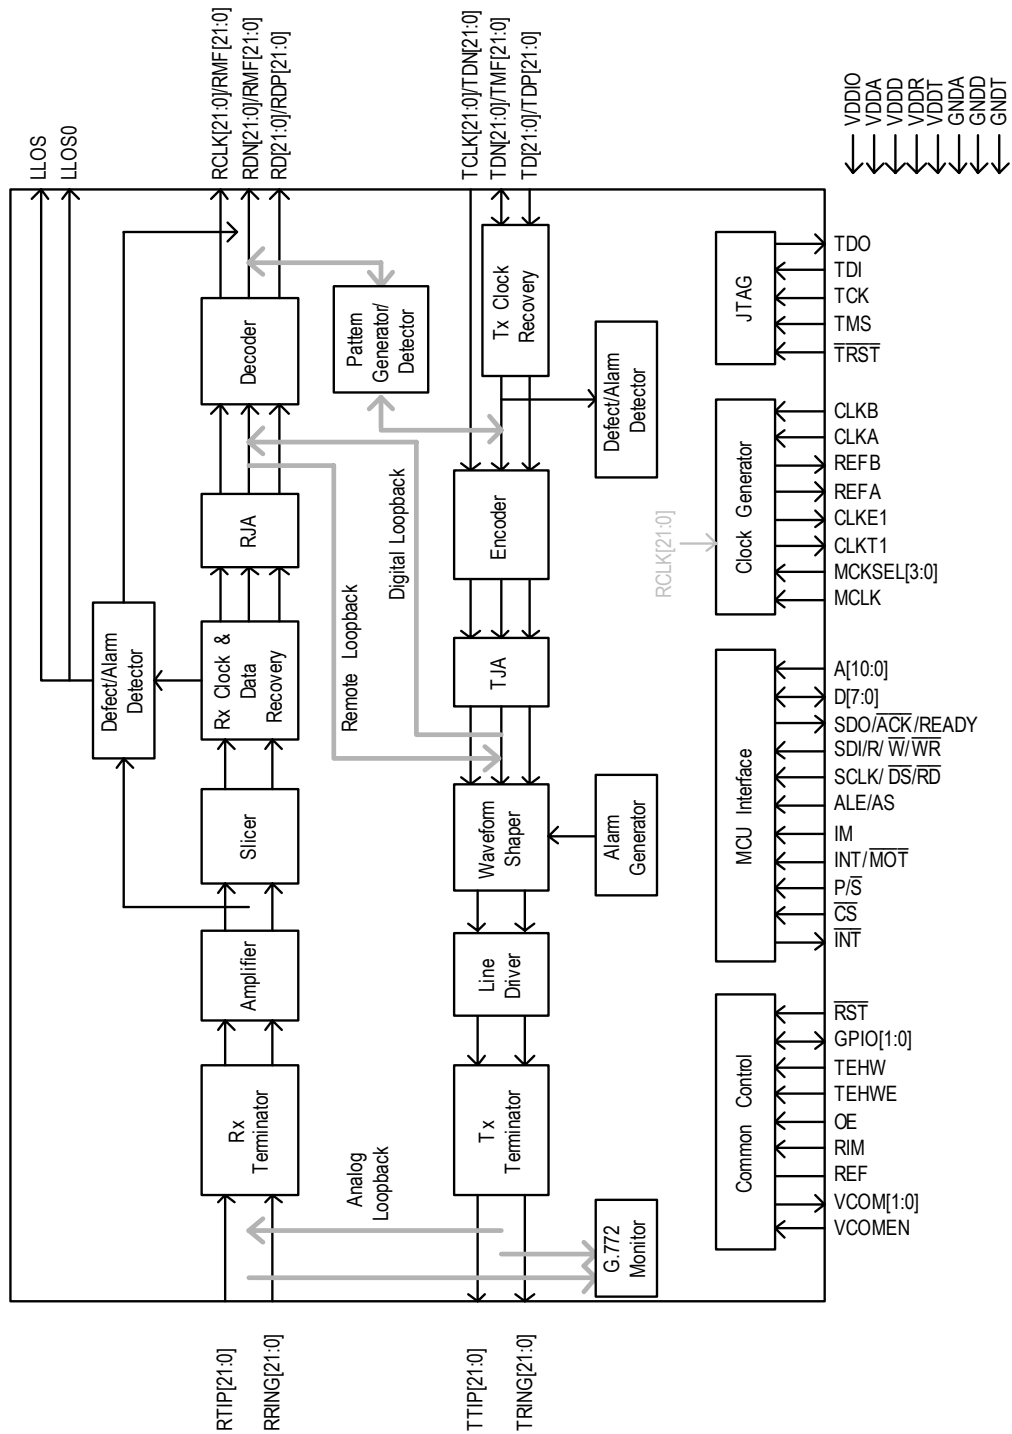 LLOS
LLOS0
RCLK[21:0]/RMF[21:0]
RDN[21:0]/RMF[21:0]
RD[21:0]/RDP[21:0]
TCLK[21:0]/TDN[21:0]
TDN[21:0]/TMF[21:0]
TD[21:0]/TDP[21:0]
VDDIO
VDDA
VDDD
VDDR
VDDT
GNDA
GNDD
GNDT
Decoder
Pattern
Generator/
Detector
Tx Clock
Recovery
Defect/Alarm
Detector
JTAG
TDO
TDI
TCK
TMS
TRST
RJA
Digital Loopback
Encoder
RCLK[21:0]
Clock Generator
CLKB
CLKA
REFB
REFA
CLKE1
CLKT1
MCKSEL[3:0]
MCLK
Defect/Alarm
Detector
Rx Clock &
Data
Recovery
Remote Loopback
TJA
Slicer
Waveform
Shaper
Alarm
Generator
MCU Interface
A[10:0]
D[7:0]
SDO/ACK/READY
SDI/R/ W/WR
SCLK/ DS/RD
ALE/AS
IM
INT/MOT
P/S
CS
INT
Amplifier
Line
Driver
Rx
Terminator
Analog
Loopback
Tx
Terminator
G.772
Monitor
Common Control
RST
GPIO[1:0]
TEHW
TEHWE
OE
RIM
REF
VCOM[1:0]
VCOMEN
RTIP[21:0]
RRING[21:0]
TTIP[21:0]
TRING[21:0]